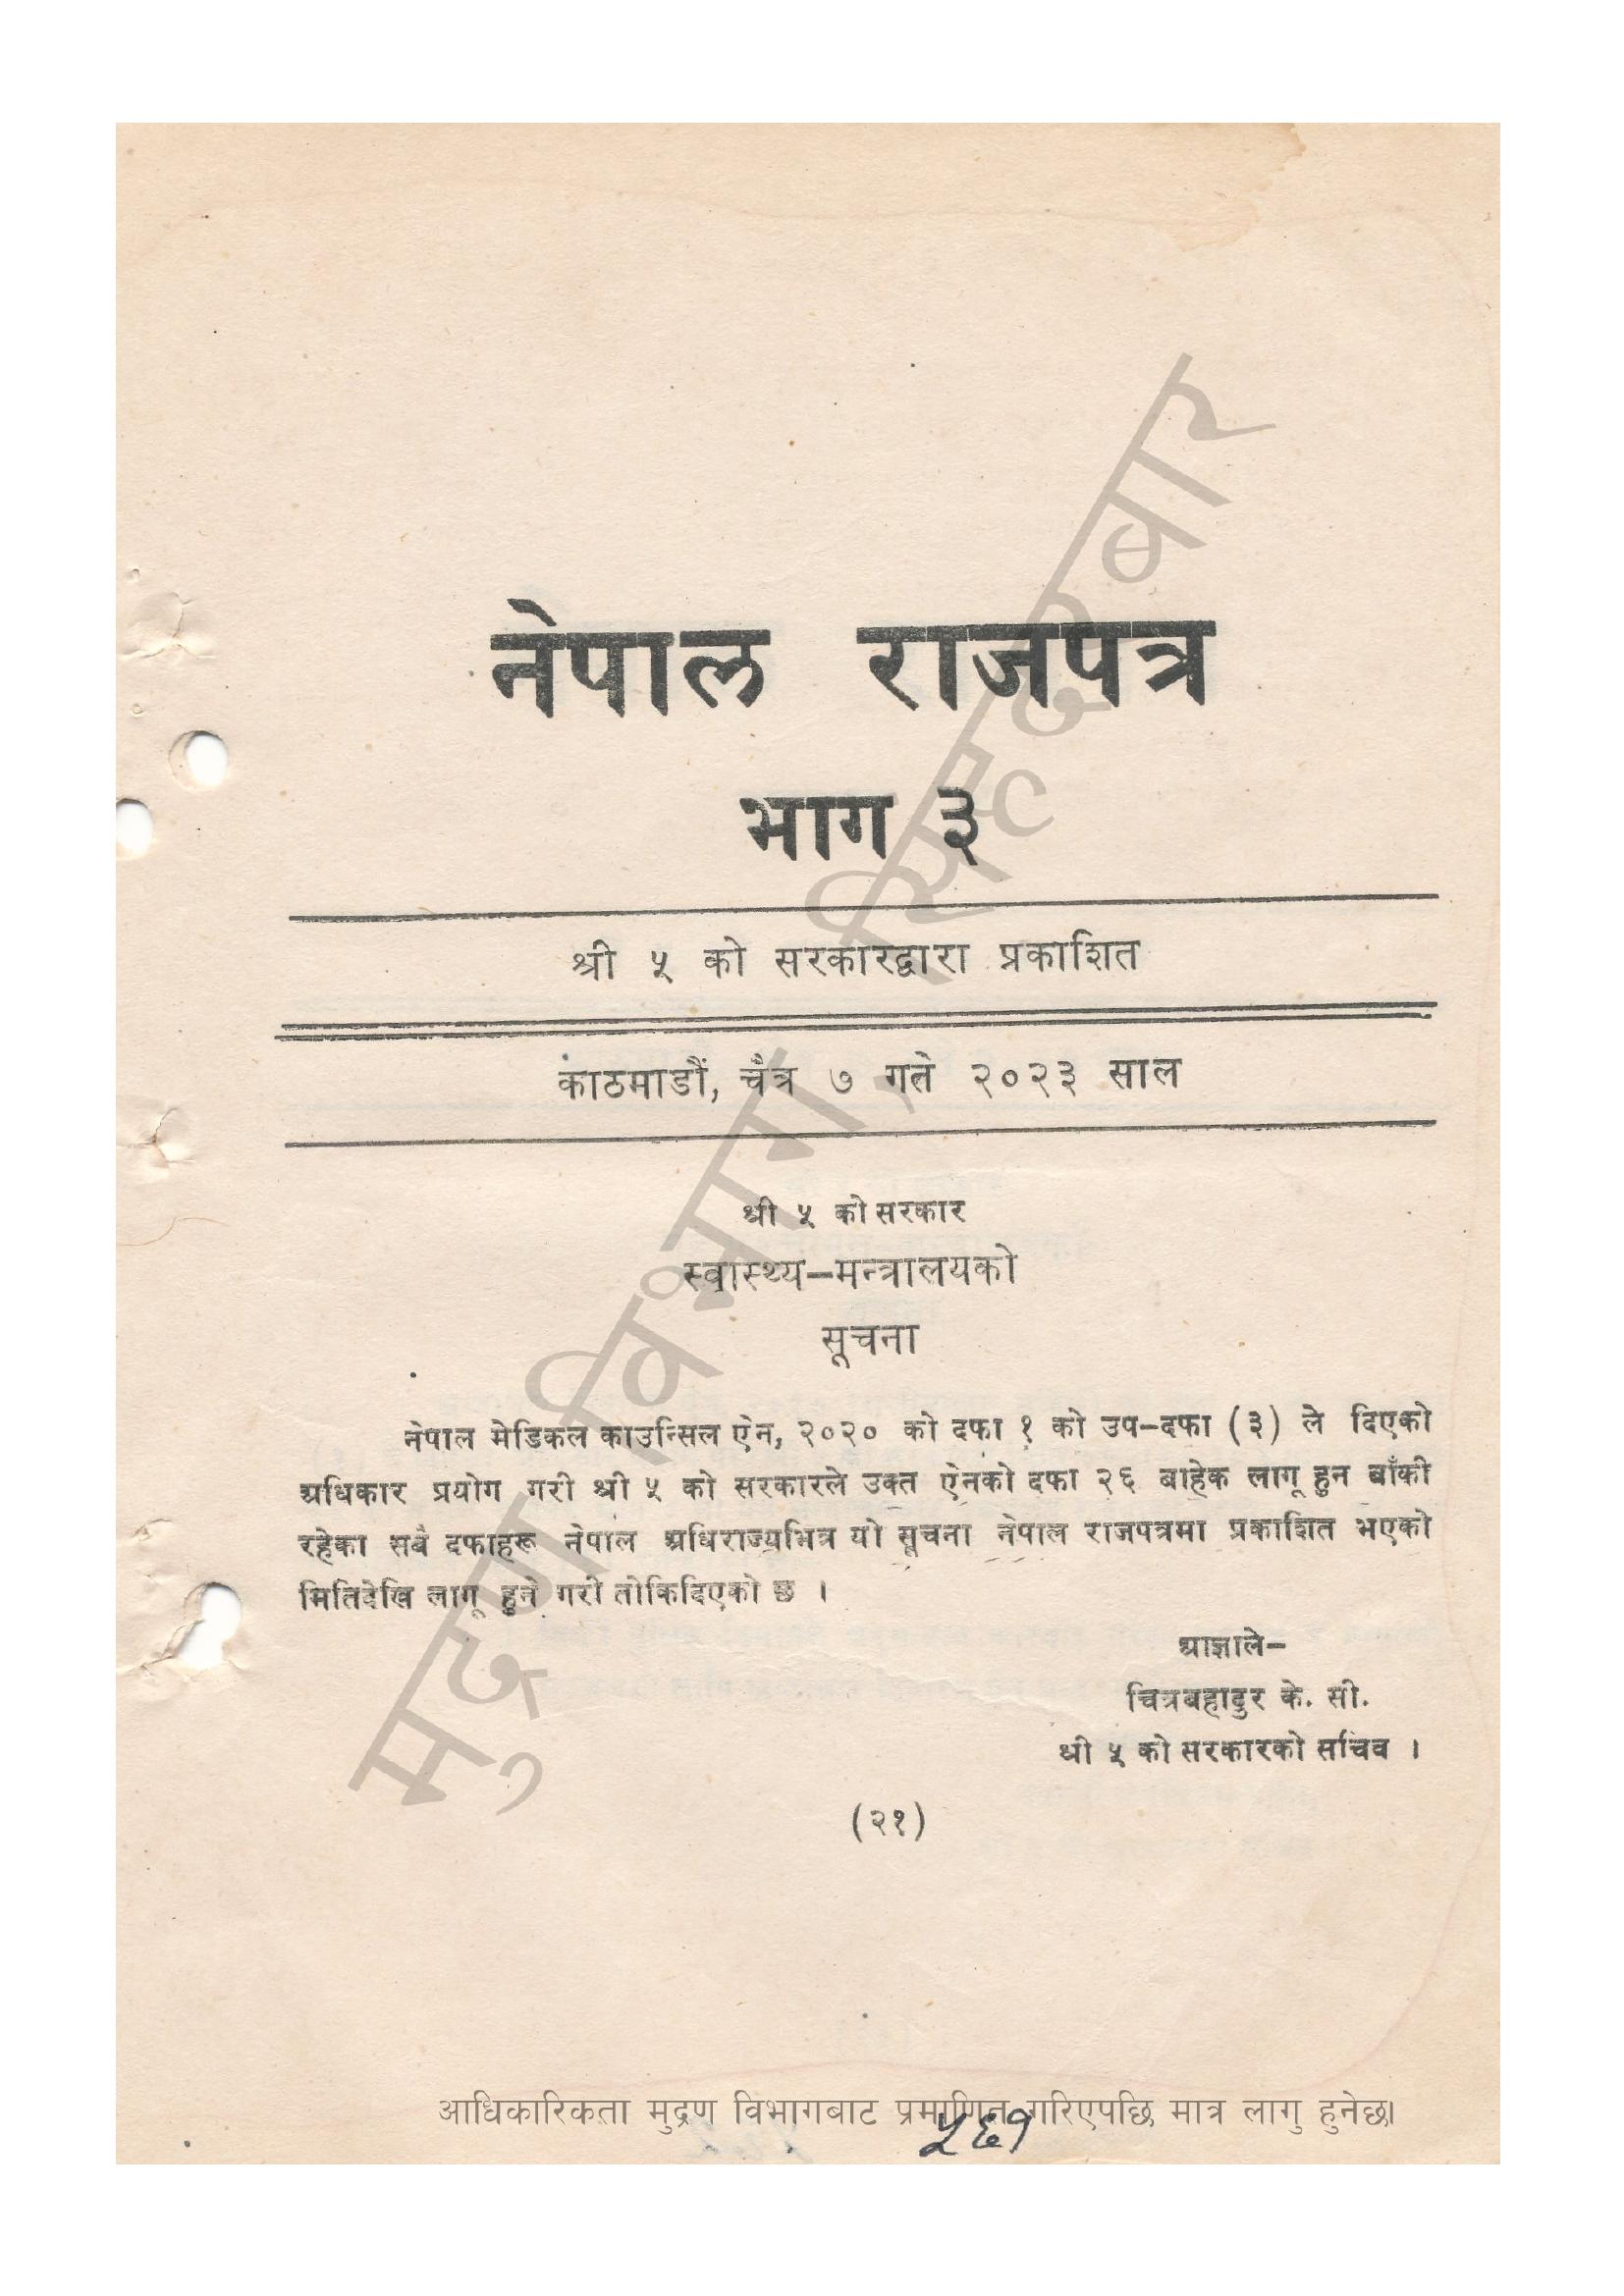 नेपाल राजपत्र
भाग ३
श्री ५ को सरकारद्वारा प्रकाशित
काठमाडौं, चैत्र ७ गते २०२३ साल
श्री ५ को सरकार
स्वास्थ्य–मन्त्रालयको
सूचना
नेपाल मेडिकल काउन्सिल ऐन, २०२० को दफा १ को उप–दफा (३) ले दिएको
अधिकार प्रयोग गरी श्री ५ को सरकारले उक्त ऐनको दफा २६ बाहेक लागू हुन बाँकी
रहेका सबै दफाहरू नेपाल अधिराज्यभित्र यो सूचना नेपाल राजपत्रमा प्रकाशित भएको
मितिदेखि लागू हुने गरी तोकिदिएको छ ।
आज्ञाले–
चित्रबहादुर के. सी.
श्री ५ को सरकारको सचिव ।
(२१)
मुद्रण विभाग, सिंहदरबार
आधिकारिकता मुद्रण विभागबाट प्रमाणित गरिएपछि मात्र लागु हुनेछ।
५६१